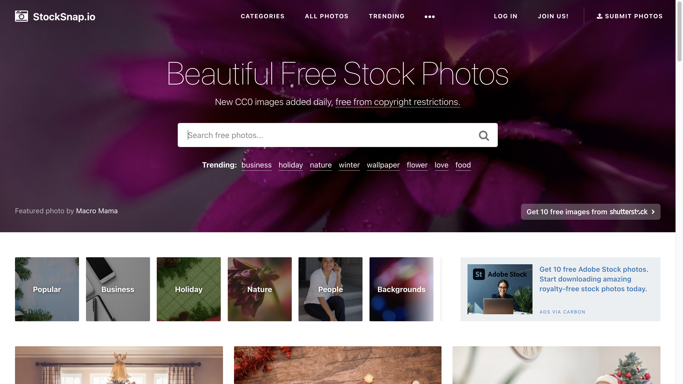 StockSnap.io
CATEGORIES
ALL PHOTOS
TRENDING
LOG IN
JOIN US!
SUBMIT PHOTOS
Beautiful Free Stock Photos
New CC0 images added daily, free from copyright restrictions.
Search free photos...
Trending: business holiday nature winter wallpaper flower love food
Featured photo by Macro Mama
Get 10 free images from shutterstock
Popular
Business
Holiday
Nature
People
Backgrounds
St Adobe Stock
Get 10 free Adobe Stock photos.
Start downloading amazing
royalty-free stock photos today.
ADS VIA CARBON